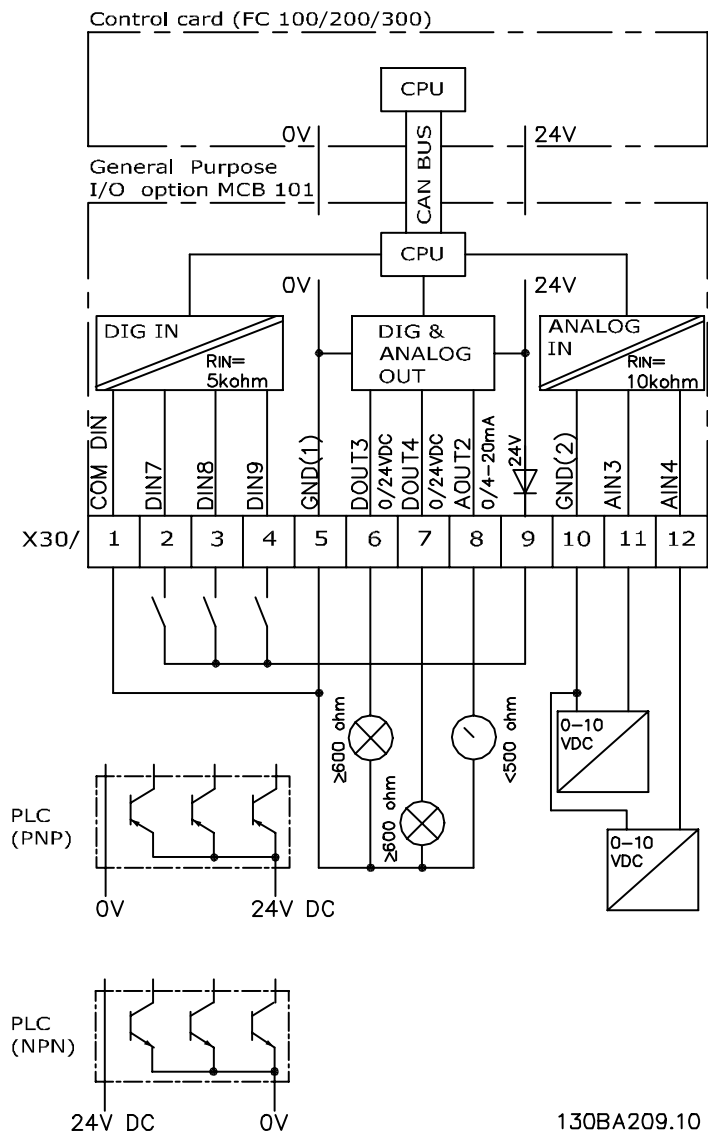 Control card (FC 100/200/300)
CPU
0V
24V
CAN BUS
General Purpose
I/O option MCB 101
CPU
0V
24V
DIG IN
RIN=
5kohm
DIG &
ANALOG
OUT
ANALOG
IN
RIN=
10kohm
COM DIN
DIN7
DIN8
DIN9
GND(1)
DOUT3
0/24VDC
DOUT4
0/24VDC
AOUT2
0/4-20mA
24V
GND(2)
AIN3
AIN4
X30/
1
2
3
4
5
6
7
8
9
10
11
12
≥600 ohm
≥600 ohm
<500 ohm
0-10
VDC
0-10
VDC
PLC
(PNP)
0V
24V DC
PLC
(NPN)
24V DC
0V
130BA209.10